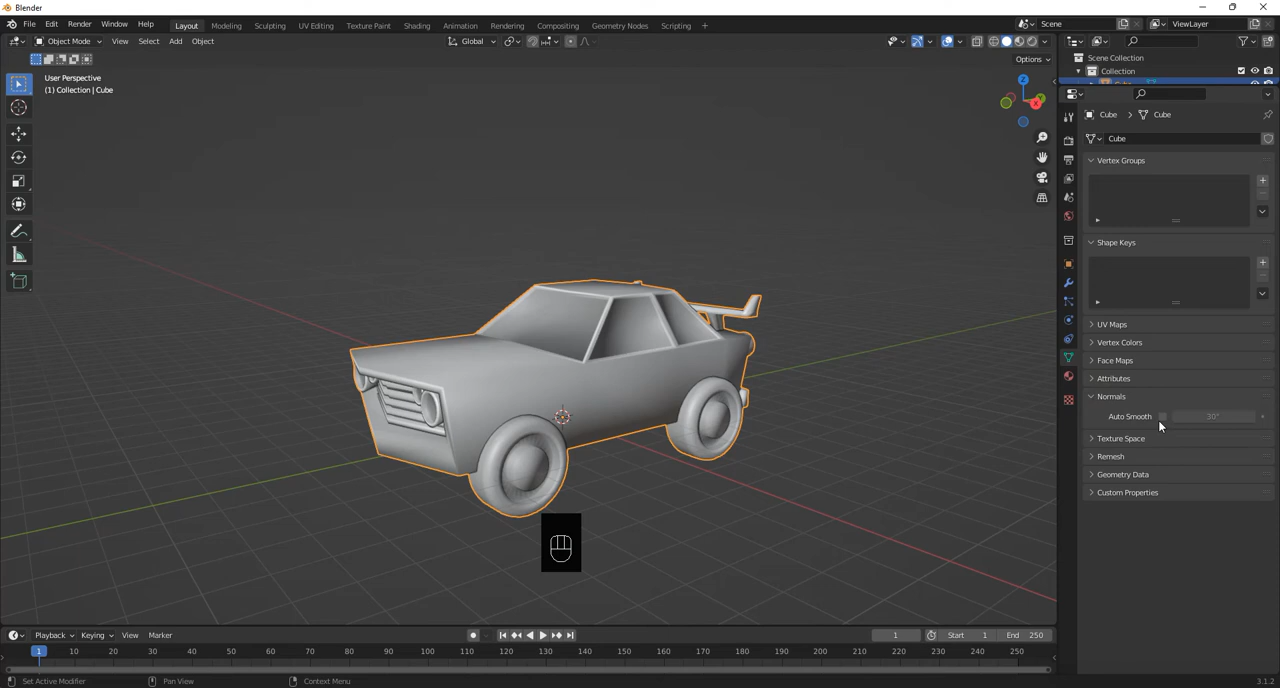 Blender
File Edit Render Window Help Layout Modeling Sculpting UV Editing Texture Paint Shading Animation Rendering Compositing Geometry Nodes Scripting + Scene ViewLayer
Object Mode View Select Add Object Global
Options
User Perspective
(1) Collection | Cube
Z
X
Scene Collection
Collection
Cube Cube
Cube
Vertex Groups
Shape Keys
UV Maps
Vertex Colors
Face Maps
Attributes
Normals
Auto Smooth 30°
Texture Space
Remesh
Geometry Data
Custom Properties
Playback Keying View Marker 1 Start 1 End 250
1 10 20 30 40 50 60 70 80 90 100 110 120 130 140 150 160 170 180 190 200 210 220 230 240 250
Set Active Modifier Pan View Context Menu 3.1.2